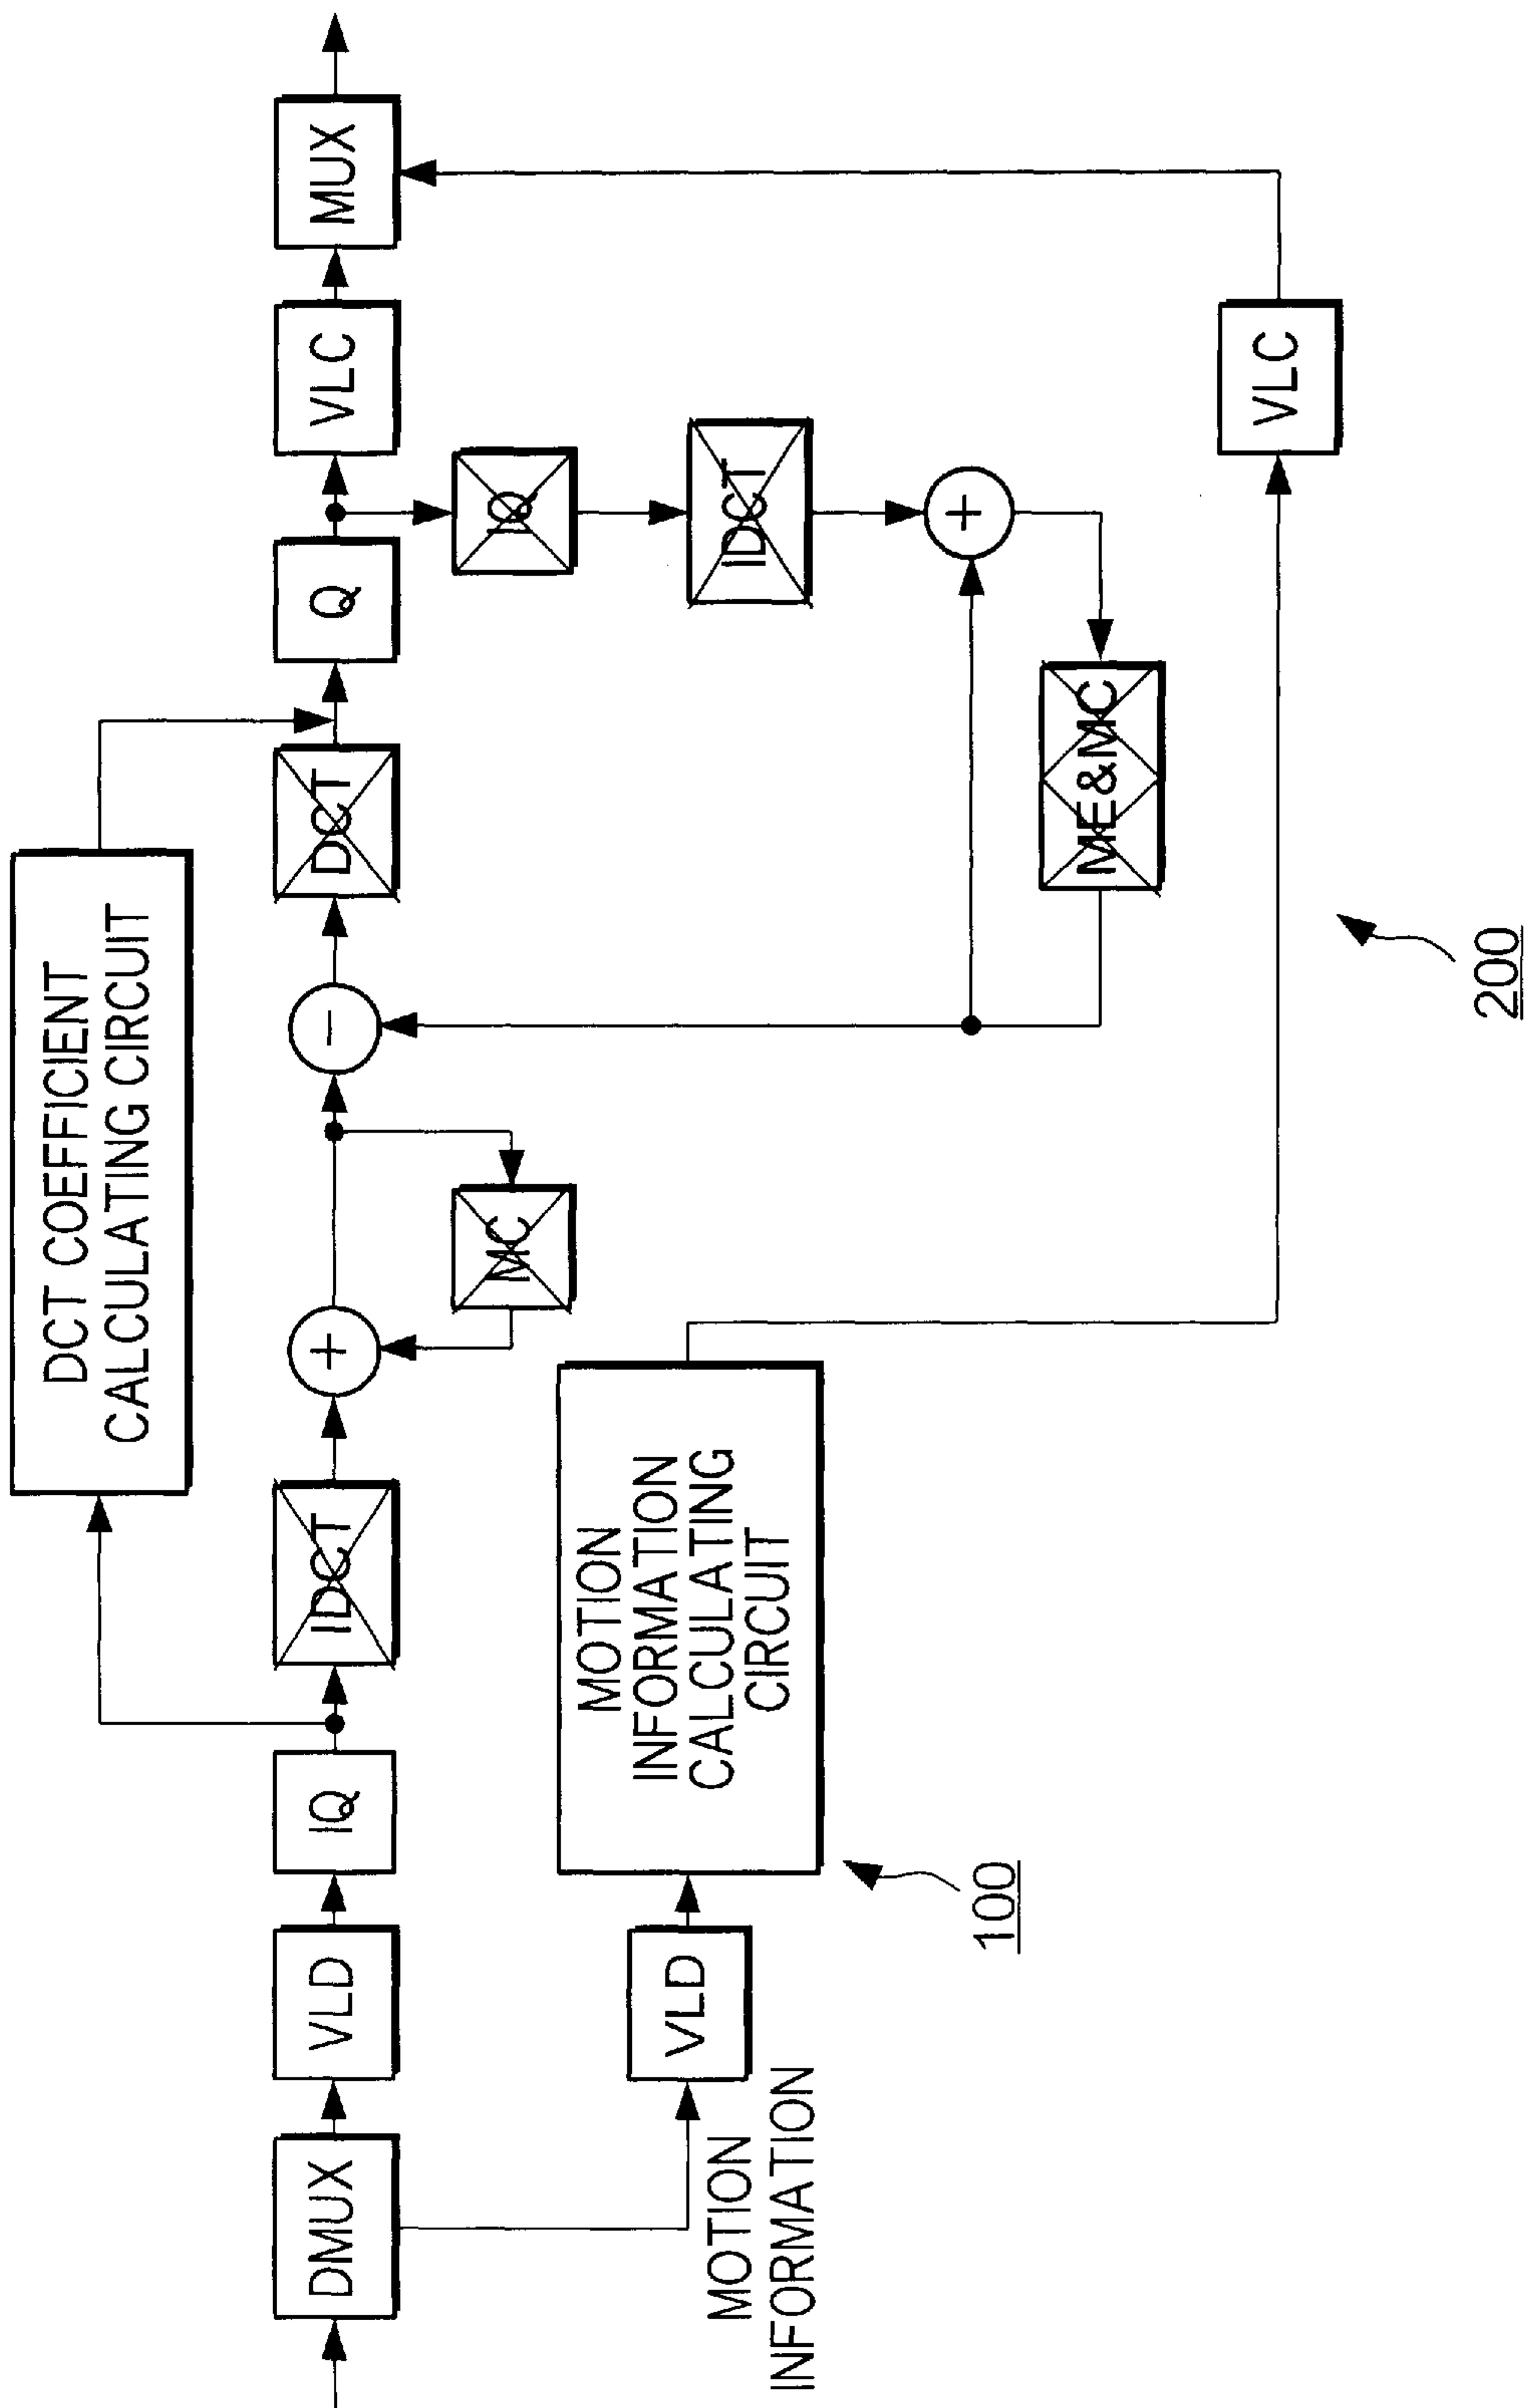 DCT COEFFICIENT
CALCULATING CIRCUIT
DMUX
VLD
IQ
IDCT
+
-
DCT
Q
VLC
MUX
MC
IQ
IDCT
+
ME&MC
MOTION
INFORMATION
VLD
MOTION
INFORMATION
CALCULATING
CIRCUIT
VLC
100
200